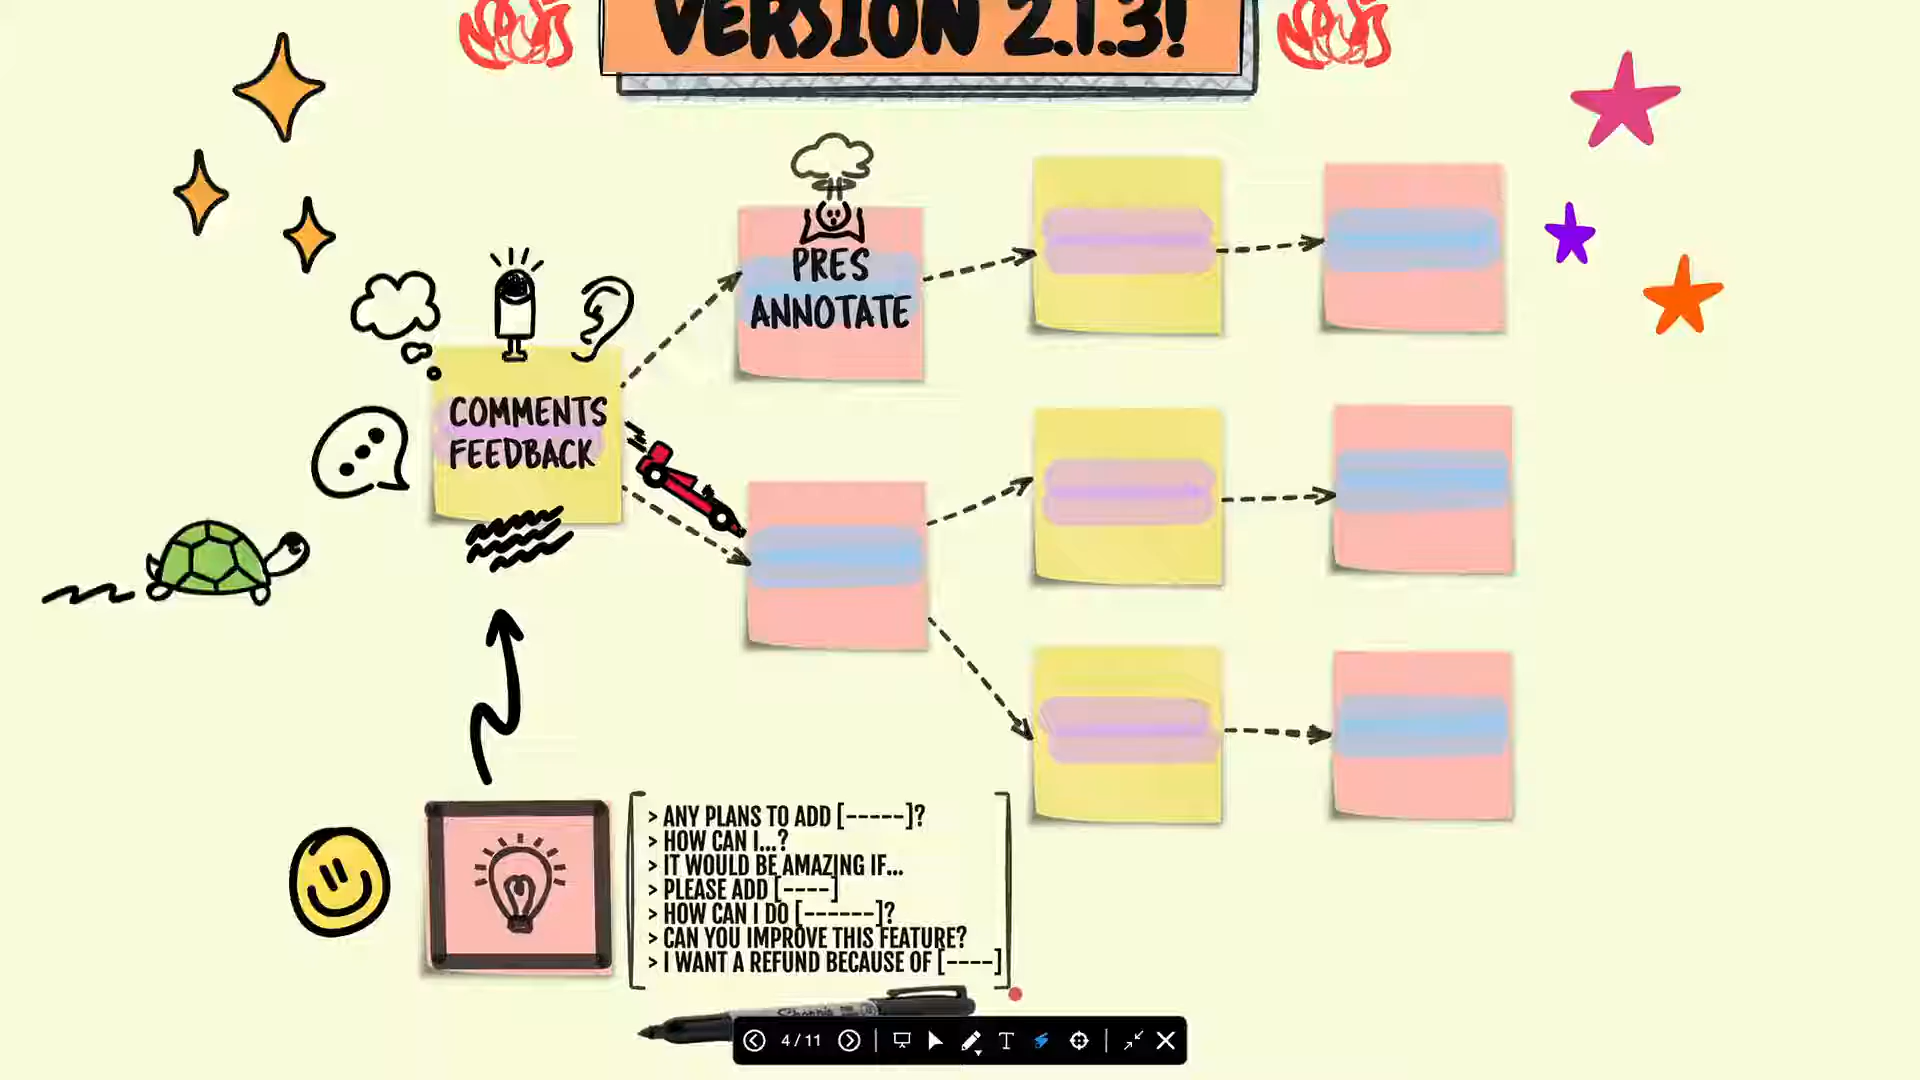 VERSION 2.1.3!
PRES
ANNOTATE
COMMENTS
FEEDBACK
> ANY PLANS TO ADD [-----]?
> HOW CAN I...?
> IT WOULD BE AMAZING IF...
> PLEASE ADD [----]
> HOW CAN I DO [------]?
> CAN YOU IMPROVE THIS FEATURE?
> I WANT A REFUND BECAUSE OF [----]
Sharpie
4/11